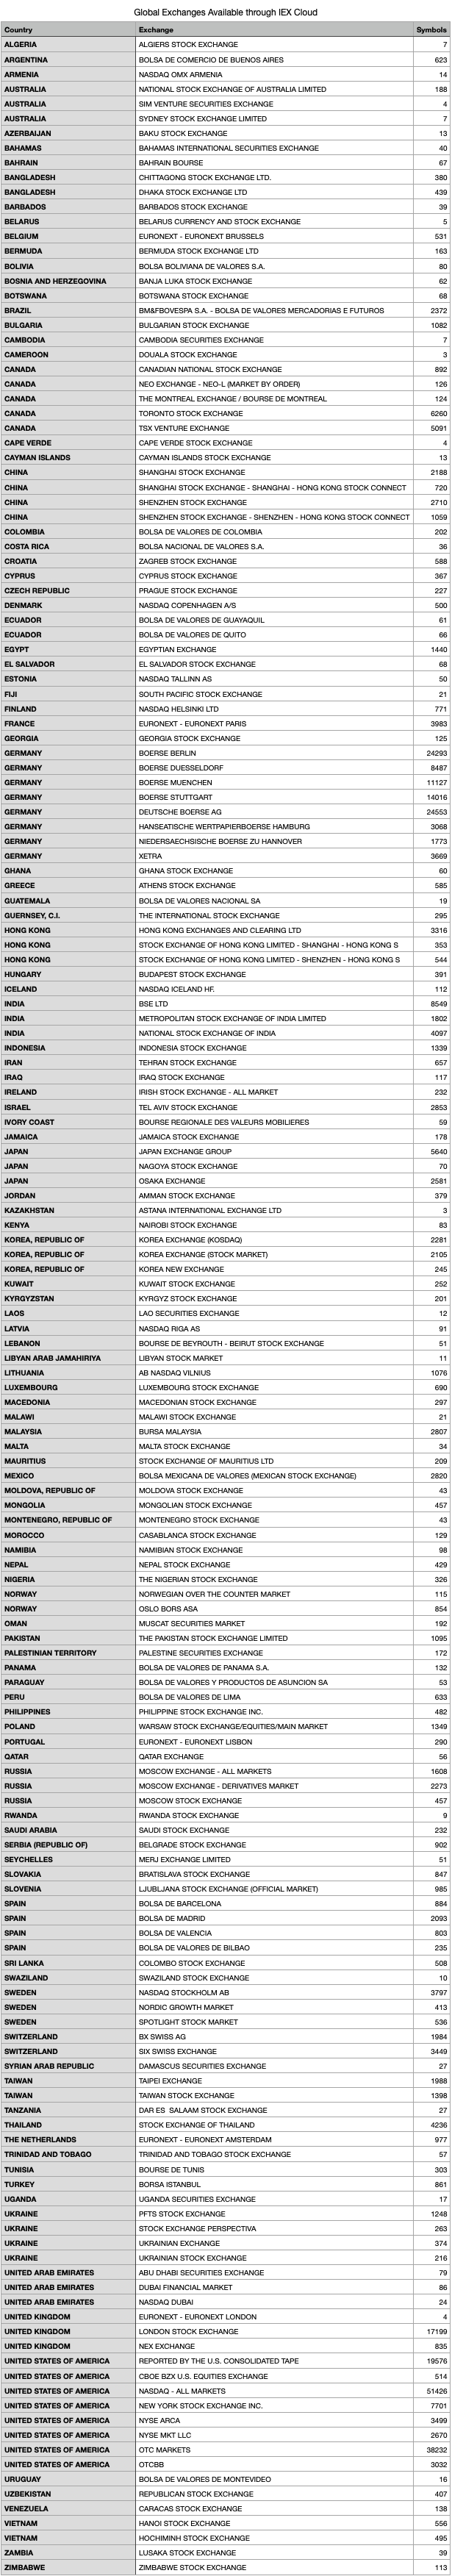 Global Exchanges Available through IEX Cloud
Country Exchange Symbols
ALGERIA ALGIERS STOCK EXCHANGE 7
ARGENTINA BOLSA DE COMERCIO DE BUENOS AIRES 623
ARMENIA NASDAQ OMX ARMENIA 14
AUSTRALIA NATIONAL STOCK EXCHANGE OF AUSTRALIA LIMITED 188
AUSTRALIA SIM VENTURE SECURITIES EXCHANGE 4
AUSTRALIA SYDNEY STOCK EXCHANGE LIMITED 7
AZERBAIJAN BAKU STOCK EXCHANGE 13
BAHAMAS BAHAMAS INTERNATIONAL SECURITIES EXCHANGE 40
BAHRAIN BAHRAIN BOURSE 67
BANGLADESH CHITTAGONG STOCK EXCHANGE LTD. 380
BANGLADESH DHAKA STOCK EXCHANGE LTD 439
BARBADOS BARBADOS STOCK EXCHANGE 39
BELARUS BELARUS CURRENCY AND STOCK EXCHANGE 5
BELGIUM EURONEXT - EURONEXT BRUSSELS 531
BERMUDA BERMUDA STOCK EXCHANGE LTD 163
BOLIVIA BOLSA BOLIVIANA DE VALORES S.A. 80
BOSNIA AND HERZEGOVINA BANJA LUKA STOCK EXCHANGE 62
BOTSWANA BOTSWANA STOCK EXCHANGE 68
BRAZIL BM&FBOVESPA S.A. - BOLSA DE VALORES MERCADORIAS E FUTUROS 2372
BULGARIA BULGARIAN STOCK EXCHANGE 1082
CAMBODIA CAMBODIA SECURITIES EXCHANGE 7
CAMEROON DOUALA STOCK EXCHANGE 3
CANADA CANADIAN NATIONAL STOCK EXCHANGE 892
CANADA NEO EXCHANGE - NEO-L (MARKET BY ORDER) 126
CANADA THE MONTREAL EXCHANGE / BOURSE DE MONTREAL 124
CANADA TORONTO STOCK EXCHANGE 6260
CANADA TSX VENTURE EXCHANGE 5091
CAPE VERDE CAPE VERDE STOCK EXCHANGE 4
CAYMAN ISLANDS CAYMAN ISLANDS STOCK EXCHANGE 13
CHINA SHANGHAI STOCK EXCHANGE 2188
CHINA SHANGHAI STOCK EXCHANGE - SHANGHAI - HONG KONG STOCK CONNECT 720
CHINA SHENZHEN STOCK EXCHANGE 2710
CHINA SHENZHEN STOCK EXCHANGE - SHENZHEN - HONG KONG STOCK CONNECT 1059
COLOMBIA BOLSA DE VALORES DE COLOMBIA 202
COSTA RICA BOLSA NACIONAL DE VALORES S.A. 36
CROATIA ZAGREB STOCK EXCHANGE 588
CYPRUS CYPRUS STOCK EXCHANGE 367
CZECH REPUBLIC PRAGUE STOCK EXCHANGE 227
DENMARK NASDAQ COPENHAGEN A/S 500
ECUADOR BOLSA DE VALORES DE GUAYAQUIL 61
ECUADOR BOLSA DE VALORES DE QUITO 66
EGYPT EGYPTIAN EXCHANGE 1440
EL SALVADOR EL SALVADOR STOCK EXCHANGE 68
ESTONIA NASDAQ TALLINN AS 50
FIJI SOUTH PACIFIC STOCK EXCHANGE 21
FINLAND NASDAQ HELSINKI LTD 771
FRANCE EURONEXT - EURONEXT PARIS 3983
GEORGIA GEORGIA STOCK EXCHANGE 125
GERMANY BOERSE BERLIN 24293
GERMANY BOERSE DUESSELDORF 8487
GERMANY BOERSE MUENCHEN 11127
GERMANY BOERSE STUTTGART 14016
GERMANY DEUTSCHE BOERSE AG 24553
GERMANY HANSEATISCHE WERTPAPIERBOERSE HAMBURG 3068
GERMANY NIEDERSAECHSISCHE BOERSE ZU HANNOVER 1773
GERMANY XETRA 3669
GHANA GHANA STOCK EXCHANGE 60
GREECE ATHENS STOCK EXCHANGE 585
GUATEMALA BOLSA DE VALORES NACIONAL SA 19
GUERNSEY, C.I. THE INTERNATIONAL STOCK EXCHANGE 295
HONG KONG HONG KONG EXCHANGES AND CLEARING LTD 3316
HONG KONG STOCK EXCHANGE OF HONG KONG LIMITED - SHANGHAI - HONG KONG S 353
HONG KONG STOCK EXCHANGE OF HONG KONG LIMITED - SHENZHEN - HONG KONG S 544
HUNGARY BUDAPEST STOCK EXCHANGE 391
ICELAND NASDAQ ICELAND HF. 112
INDIA BSE LTD 8549
INDIA METROPOLITAN STOCK EXCHANGE OF INDIA LIMITED 1802
INDIA NATIONAL STOCK EXCHANGE OF INDIA 4097
INDONESIA INDONESIA STOCK EXCHANGE 1339
IRAN TEHRAN STOCK EXCHANGE 657
IRAQ IRAQ STOCK EXCHANGE 117
IRELAND IRISH STOCK EXCHANGE - ALL MARKET 232
ISRAEL TEL AVIV STOCK EXCHANGE 2853
IVORY COAST BOURSE REGIONALE DES VALEURS MOBILIERES 59
JAMAICA JAMAICA STOCK EXCHANGE 178
JAPAN JAPAN EXCHANGE GROUP 5640
JAPAN NAGOYA STOCK EXCHANGE 70
JAPAN OSAKA EXCHANGE 2581
JORDAN AMMAN STOCK EXCHANGE 379
KAZAKHSTAN ASTANA INTERNATIONAL EXCHANGE LTD 3
KENYA NAIROBI STOCK EXCHANGE 83
KOREA, REPUBLIC OF KOREA EXCHANGE (KOSDAQ) 2281
KOREA, REPUBLIC OF KOREA EXCHANGE (STOCK MARKET) 2105
KOREA, REPUBLIC OF KOREA NEW EXCHANGE 245
KUWAIT KUWAIT STOCK EXCHANGE 252
KYRGYZSTAN KYRGYZ STOCK EXCHANGE 201
LAOS LAO SECURITIES EXCHANGE 12
LATVIA NASDAQ RIGA AS 91
LEBANON BOURSE DE BEYROUTH - BEIRUT STOCK EXCHANGE 51
LIBYAN ARAB JAMAHIRIYA LIBYAN STOCK MARKET 11
LITHUANIA AB NASDAQ VILNIUS 1076
LUXEMBOURG LUXEMBOURG STOCK EXCHANGE 690
MACEDONIA MACEDONIAN STOCK EXCHANGE 297
MALAWI MALAWI STOCK EXCHANGE 21
MALAYSIA BURSA MALAYSIA 2807
MALTA MALTA STOCK EXCHANGE 34
MAURITIUS STOCK EXCHANGE OF MAURITIUS LTD 209
MEXICO BOLSA MEXICANA DE VALORES (MEXICAN STOCK EXCHANGE) 2820
MOLDOVA, REPUBLIC OF MOLDOVA STOCK EXCHANGE 43
MONGOLIA MONGOLIAN STOCK EXCHANGE 457
MONTENEGRO, REPUBLIC OF MONTENEGRO STOCK EXCHANGE 43
MOROCCO CASABLANCA STOCK EXCHANGE 129
NAMIBIA NAMIBIAN STOCK EXCHANGE 98
NEPAL NEPAL STOCK EXCHANGE 429
NIGERIA THE NIGERIAN STOCK EXCHANGE 326
NORWAY NORWEGIAN OVER THE COUNTER MARKET 115
NORWAY OSLO BORS ASA 854
OMAN MUSCAT SECURITIES MARKET 192
PAKISTAN THE PAKISTAN STOCK EXCHANGE LIMITED 1095
PALESTINIAN TERRITORY PALESTINE SECURITIES EXCHANGE 172
PANAMA BOLSA DE VALORES DE PANAMA S.A. 132
PARAGUAY BOLSA DE VALORES Y PRODUCTOS DE ASUNCION SA 53
PERU BOLSA DE VALORES DE LIMA 633
PHILIPPINES PHILIPPINE STOCK EXCHANGE INC. 482
POLAND WARSAW STOCK EXCHANGE/EQUITIES/MAIN MARKET 1349
PORTUGAL EURONEXT - EURONEXT LISBON 290
QATAR QATAR EXCHANGE 56
RUSSIA MOSCOW EXCHANGE - ALL MARKETS 1608
RUSSIA MOSCOW EXCHANGE - DERIVATIVES MARKET 2273
RUSSIA MOSCOW STOCK EXCHANGE 457
RWANDA RWANDA STOCK EXCHANGE 9
SAUDI ARABIA SAUDI STOCK EXCHANGE 232
SERBIA (REPUBLIC OF) BELGRADE STOCK EXCHANGE 902
SEYCHELLES MERJ EXCHANGE LIMITED 51
SLOVAKIA BRATISLAVA STOCK EXCHANGE 847
SLOVENIA LJUBLJANA STOCK EXCHANGE (OFFICIAL MARKET) 985
SPAIN BOLSA DE BARCELONA 884
SPAIN BOLSA DE MADRID 2093
SPAIN BOLSA DE VALENCIA 803
SPAIN BOLSA DE VALORES DE BILBAO 235
SRI LANKA COLOMBO STOCK EXCHANGE 508
SWAZILAND SWAZILAND STOCK EXCHANGE 10
SWEDEN NASDAQ STOCKHOLM AB 3797
SWEDEN NORDIC GROWTH MARKET 413
SWEDEN SPOTLIGHT STOCK MARKET 536
SWITZERLAND BX SWISS AG 1984
SWITZERLAND SIX SWISS EXCHANGE 3449
SYRIAN ARAB REPUBLIC DAMASCUS SECURITIES EXCHANGE 27
TAIWAN TAIPEI EXCHANGE 1988
TAIWAN TAIWAN STOCK EXCHANGE 1398
TANZANIA DAR ES SALAAM STOCK EXCHANGE 27
THAILAND STOCK EXCHANGE OF THAILAND 4236
THE NETHERLANDS EURONEXT - EURONEXT AMSTERDAM 977
TRINIDAD AND TOBAGO TRINIDAD AND TOBAGO STOCK EXCHANGE 57
TUNISIA BOURSE DE TUNIS 303
TURKEY BORSA ISTANBUL 861
UGANDA UGANDA SECURITIES EXCHANGE 17
UKRAINE PFTS STOCK EXCHANGE 1248
UKRAINE STOCK EXCHANGE PERSPECTIVA 263
UKRAINE UKRAINIAN EXCHANGE 374
UKRAINE UKRAINIAN STOCK EXCHANGE 216
UNITED ARAB EMIRATES ABU DHABI SECURITIES EXCHANGE 79
UNITED ARAB EMIRATES DUBAI FINANCIAL MARKET 86
UNITED ARAB EMIRATES NASDAQ DUBAI 24
UNITED KINGDOM EURONEXT - EURONEXT LONDON 4
UNITED KINGDOM LONDON STOCK EXCHANGE 17199
UNITED KINGDOM NEX EXCHANGE 835
UNITED STATES OF AMERICA REPORTED BY THE U.S. CONSOLIDATED TAPE 19576
UNITED STATES OF AMERICA CBOE BZX U.S. EQUITIES EXCHANGE 514
UNITED STATES OF AMERICA NASDAQ - ALL MARKETS 51426
UNITED STATES OF AMERICA NEW YORK STOCK EXCHANGE INC. 7701
UNITED STATES OF AMERICA NYSE ARCA 3499
UNITED STATES OF AMERICA NYSE MKT LLC 2670
UNITED STATES OF AMERICA OTC MARKETS 38232
UNITED STATES OF AMERICA OTCBB 3032
URUGUAY BOLSA DE VALORES DE MONTEVIDEO 16
UZBEKISTAN REPUBLICAN STOCK EXCHANGE 407
VENEZUELA CARACAS STOCK EXCHANGE 138
VIETNAM HANOI STOCK EXCHANGE 556
VIETNAM HOCHIMINH STOCK EXCHANGE 495
ZAMBIA LUSAKA STOCK EXCHANGE 39
ZIMBABWE ZIMBABWE STOCK EXCHANGE 113